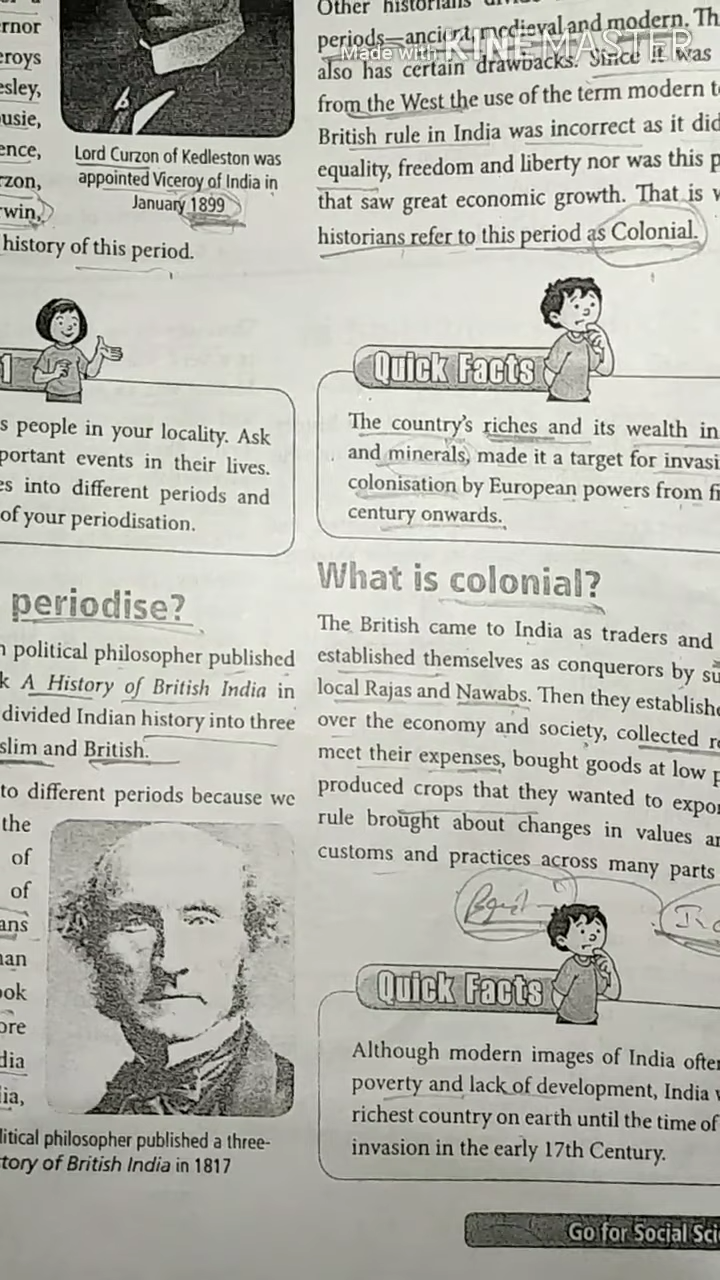 rnor
eroys
esley,
ousie,
ence,
rzon,
rwin,
history of this period.
Lord Curzon of Kedleston was
appointed Viceroy of India in
January 1899
1
s people in your locality. Ask
portant events in their lives.
es into different periods and
of your periodisation.
periodise?
n political philosopher published
k A History of British India in
divided Indian history into three
slim and British.
to different periods because we
the
of
of
ans
nan
ook
ore
dia
lia,
litical philosopher published a three-
tory of British India in 1817
Other historians
periods—ancient, medieval and modern. Th
Made with KINEMASTER
also has certain drawbacks. Since it was
from the West the use of the term modern t
British rule in India was incorrect as it did
equality, freedom and liberty nor was this p
that saw great economic growth. That is w
historians refer to this period as Colonial.
Quick Facts
The country's riches and its wealth in
and minerals, made it a target for invasi
colonisation by European powers from fi
century onwards.
What is colonial?
The British came to India as traders and
established themselves as conquerors by su
local Rajas and Nawabs. Then they establishe
over the economy and society, collected re
meet their expenses, bought goods at low p
produced crops that they wanted to expor
rule brought about changes in values an
customs and practices across many parts
Quick Facts
Although modern images of India often
poverty and lack of development, India w
richest country on earth until the time of
invasion in the early 17th Century.
Go for Social Sci